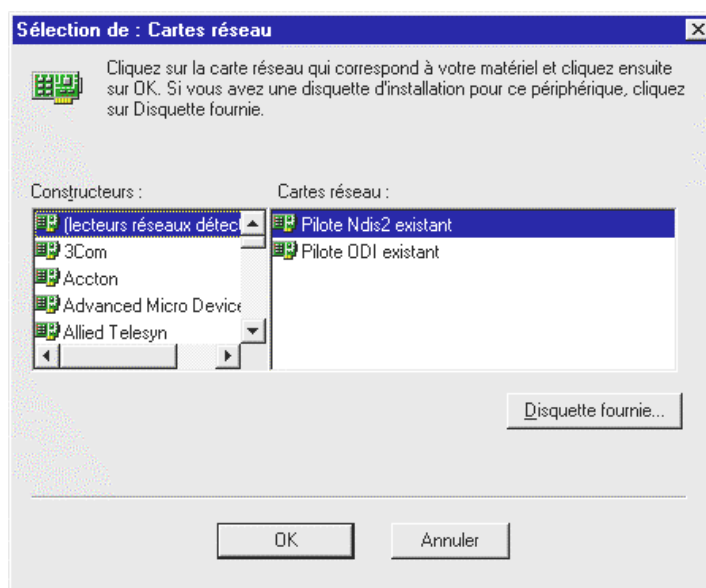 Sélection de : Cartes réseau
Cliquez sur la carte réseau qui correspond à votre matériel et cliquez ensuite
sur OK. Si vous avez une disquette d'installation pour ce périphérique, cliquez
sur Disquette fournie.
Constructeurs :
Cartes réseau :
(lecteurs réseaux détec
Pilote Ndis2 existant
3Com
Pilote ODI existant
Accton
Advanced Micro Device
Allied Telesyn
Disquette fournie...
OK
Annuler